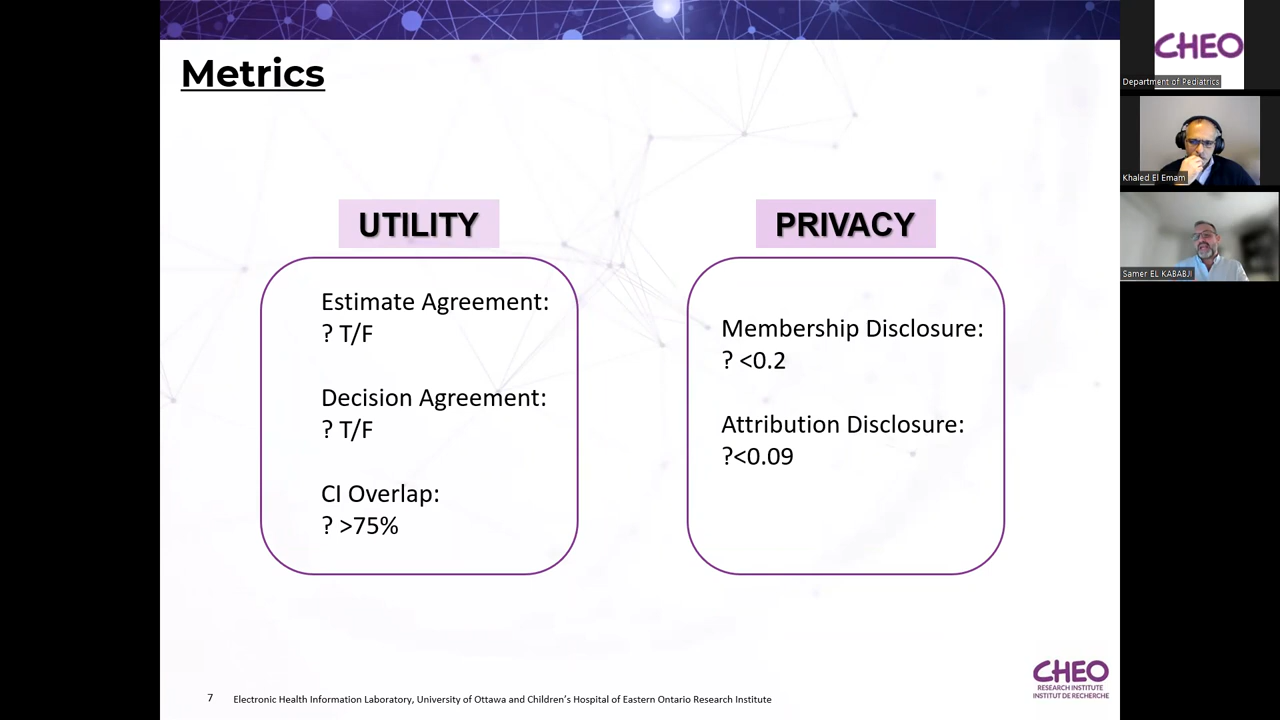 Metrics
UTILITY
Estimate Agreement:
? T/F
Decision Agreement:
? T/F
CI Overlap:
? >75%
PRIVACY
Membership Disclosure:
? <0.2
Attribution Disclosure:
?<0.09
7
Electronic Health Information Laboratory, University of Ottawa and Children's Hospital of Eastern Ontario Research Institute
CHEO
RESEARCH INSTITUTE
INSTITUT DE RECHERCHE
CHEO
Department of Pediatrics
Khaled El Emam
Samer EL KABABJI